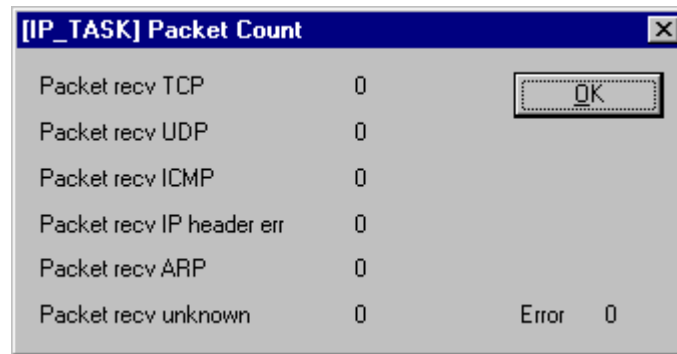 [IP_TASK] Packet Count
Packet recv TCP 0
OK
Packet recv UDP 0
Packet recv ICMP 0
Packet recv IP header err 0
Packet recv ARP 0
Packet recv unknown 0 Error 0